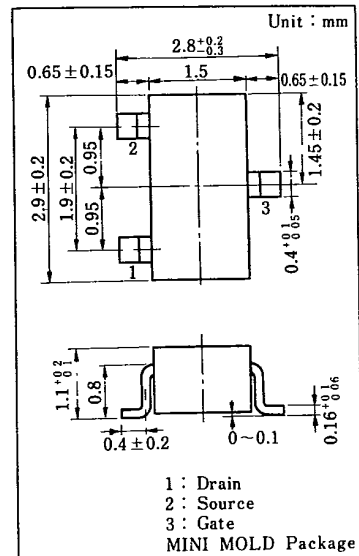 Unit : mm
2.8 +0.2 -0.3
0.65±0.15
1.5
0.65±0.15
2.9±0.2
1.9±0.2
0.95
0.95
2
1
3
1.45±0.2
0.4 +0.1 -0.05
1.1 +0.2 -0.1
0.8
0.4±0.2
0~0.1
0.16 +0.1 -0.06
1 : Drain
2 : Source
3 : Gate
MINI MOLD Package